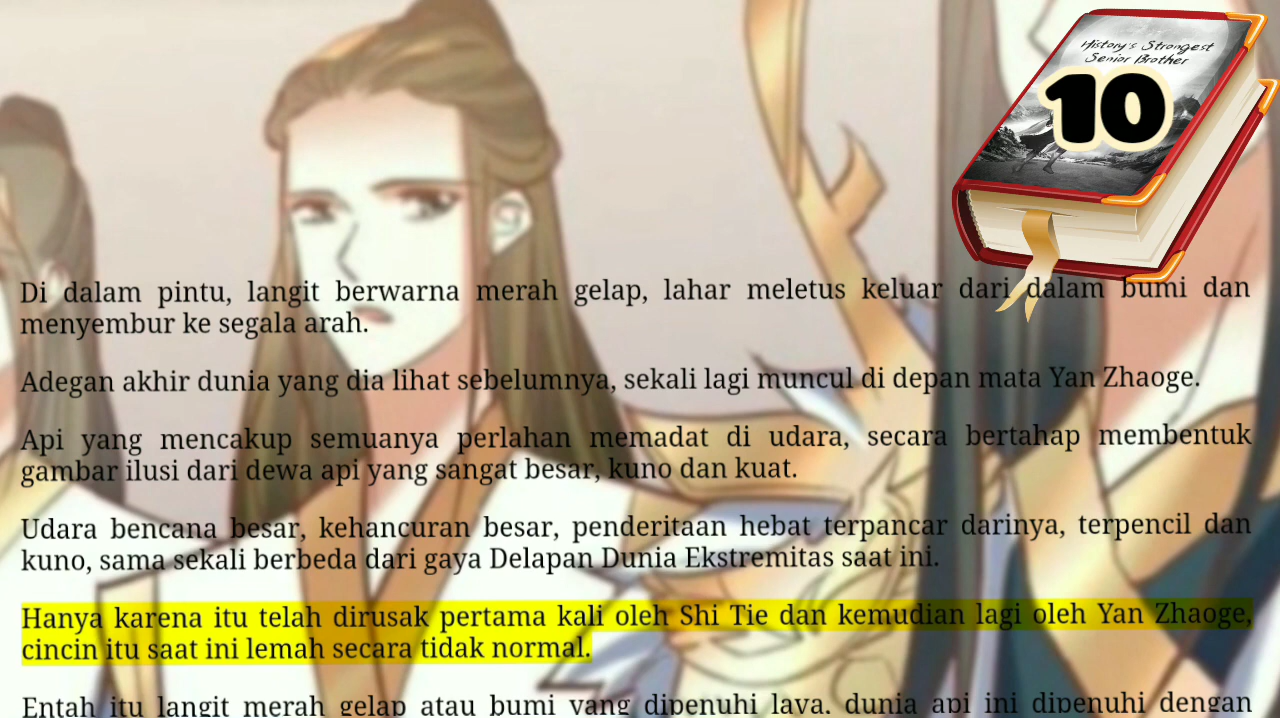 History's Strongest
Senior Brother
10
Di dalam pintu, langit berwarna merah gelap, lahar meletus keluar dari dalam bumi dan
menyembur ke segala arah.
Adegan akhir dunia yang dia lihat sebelumnya, sekali lagi muncul di depan mata Yan Zhaoge.
Api yang mencakup semuanya perlahan memadat di udara, secara bertahap membentuk
gambar ilusi dari dewa api yang sangat besar, kuno dan kuat.
Udara bencana besar, kehancuran besar, penderitaan hebat terpancar darinya, terpencil dan
kuno, sama sekali berbeda dari gaya Delapan Dunia Ekstremitas saat ini.
Hanya karena itu telah dirusak pertama kali oleh Shi Tie dan kemudian lagi oleh Yan Zhaoge,
cincin itu saat ini lemah secara tidak normal.
Entah itu langit merah gelap atau bumi yang dipenuhi lava, dunia api ini dipenuhi dengan